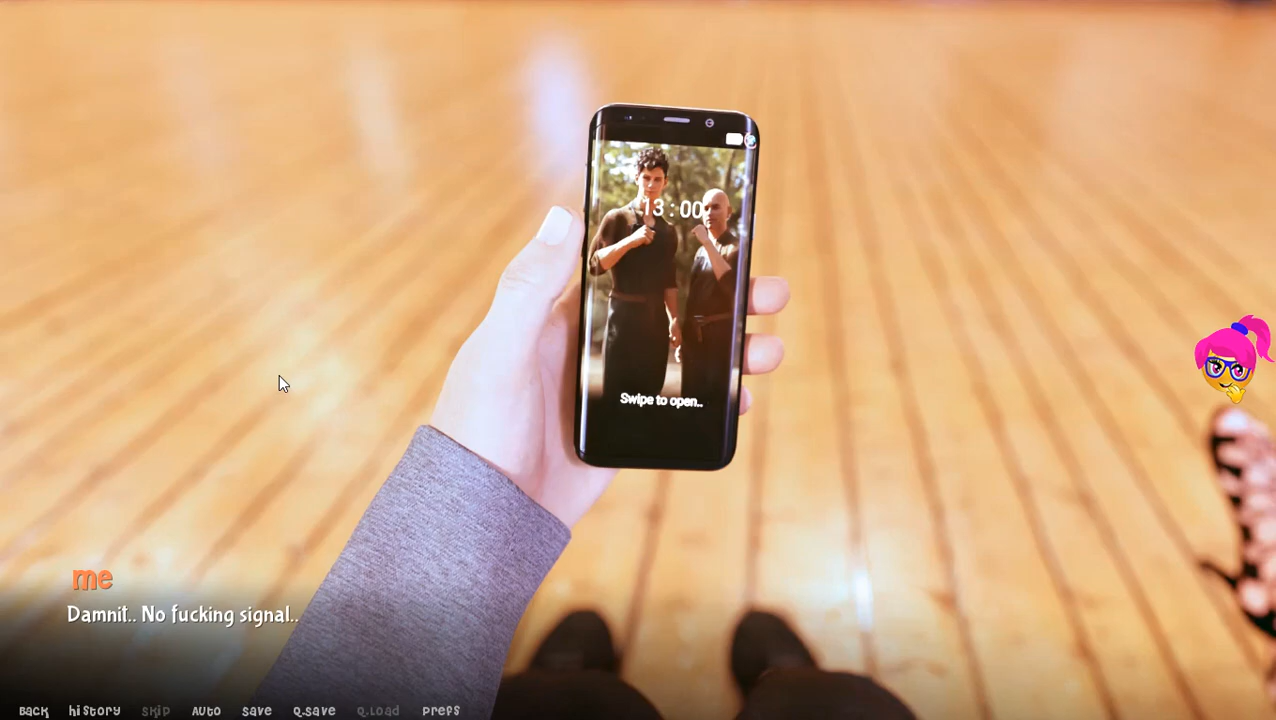 13:00
Swipe to open..
me
Damnit.. No fucking signal..
Back history skip Auto save Q.save Q.load prefs